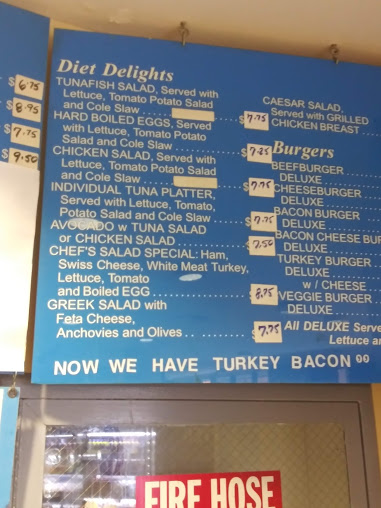 $6.75
$8.95
$7.75
$9.50
Diet Delights
TUNAFISH SALAD, Served with
Lettuce, Tomato Potato Salad
and Cole Slaw . . . $7.75
HARD BOILED EGGS, Served
with Lettuce, Tomato Potato
Salad and Cole Slaw . . . $7.25
CHICKEN SALAD, Served with
Lettuce, Tomato Potato Salad
and Cole Slaw . . . $7.75
INDIVIDUAL TUNA PLATTER,
Served with Lettuce, Tomato,
Potato Salad and Cole Slaw . . . $7.75
AVOCADO w TUNA SALAD
or CHICKEN SALAD . . . 7.50
CHEF'S SALAD SPECIAL: Ham,
Swiss Cheese, White Meat Turkey,
Lettuce, Tomato
and Boiled EGG . . . 8.75
GREEK SALAD with
Feta Cheese,
Anchovies and Olives . . . $7.75
CAESAR SALAD,
Served with GRILLED
CHICKEN BREAST
Burgers
BEEFBURGER
DELUXE
CHEESEBURGER
DELUXE
BACON BURGER
DELUXE
BACON CHEESE BUR
DELUXE
TURKEY BURGER
DELUXE
w / CHEESE
VEGGIE BURGER
DELUXE
All DELUXE Serve
Lettuce an
NOW WE HAVE TURKEY BACON
FIRE HOSE